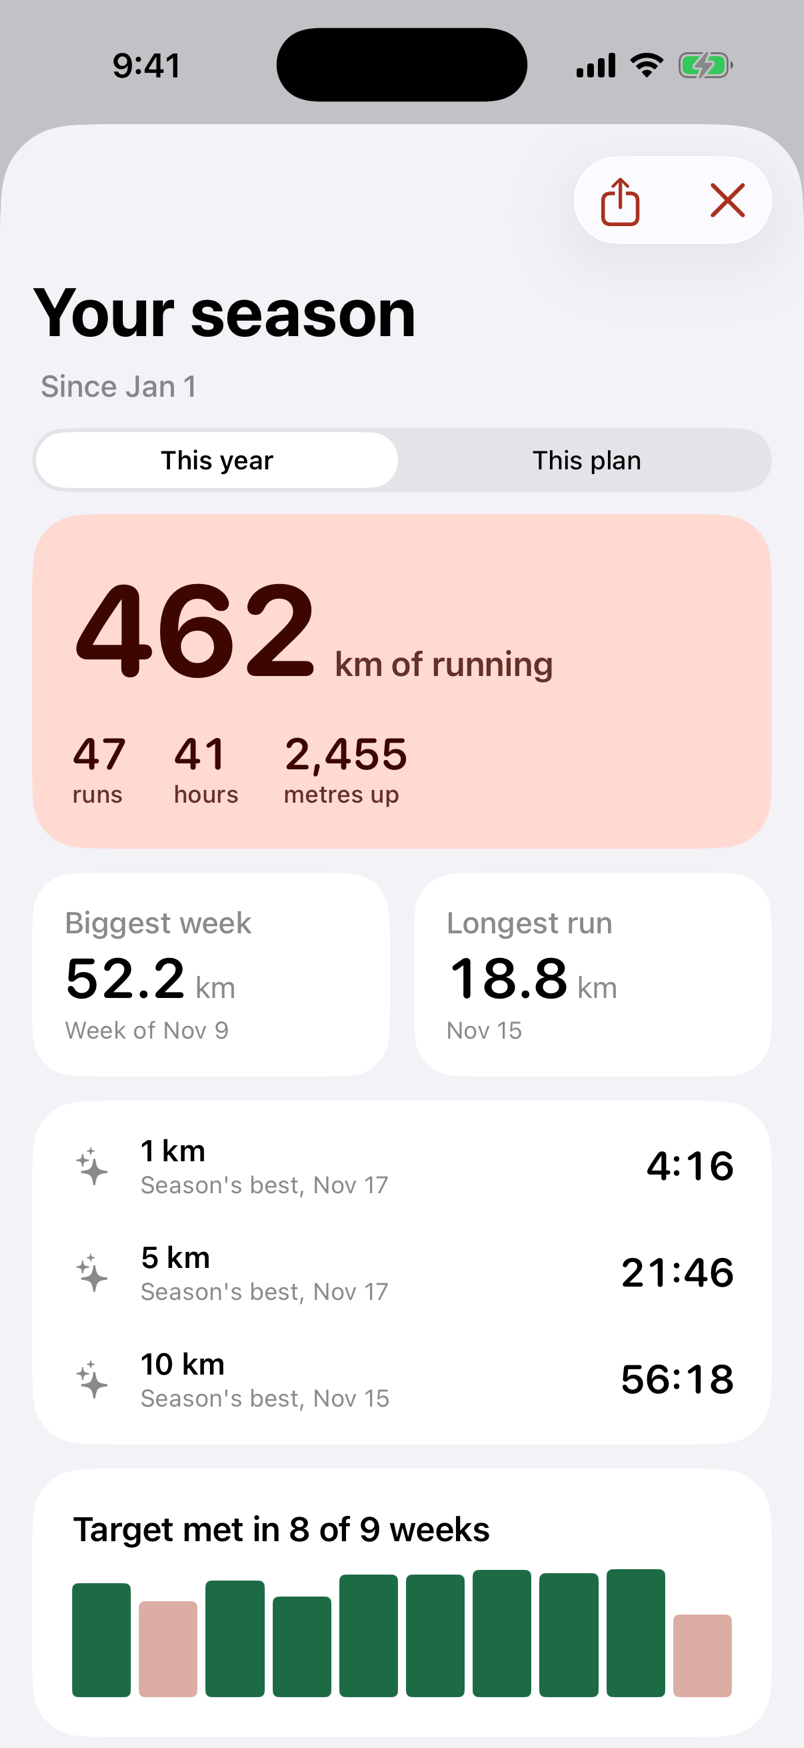 9:41
Your season
Since Jan 1
This year
This plan
462 km of running
47 41 2,455
runs hours metres up
Biggest week
52.2 km
Week of Nov 9
Longest run
18.8 km
Nov 15
1 km
Season's best, Nov 17
4:16
5 km
Season's best, Nov 17
21:46
10 km
Season's best, Nov 15
56:18
Target met in 8 of 9 weeks